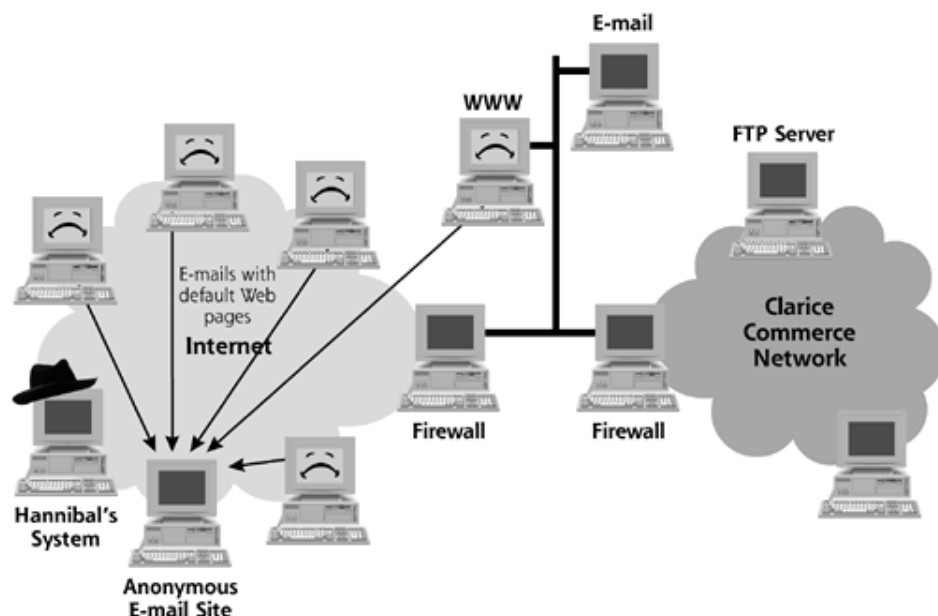 E-mail
WWW
FTP Server
E-mails with
default Web
pages
Internet
Clarice
Commerce
Network
Firewall
Firewall
Hannibal's
System
Anonymous
E-mail Site